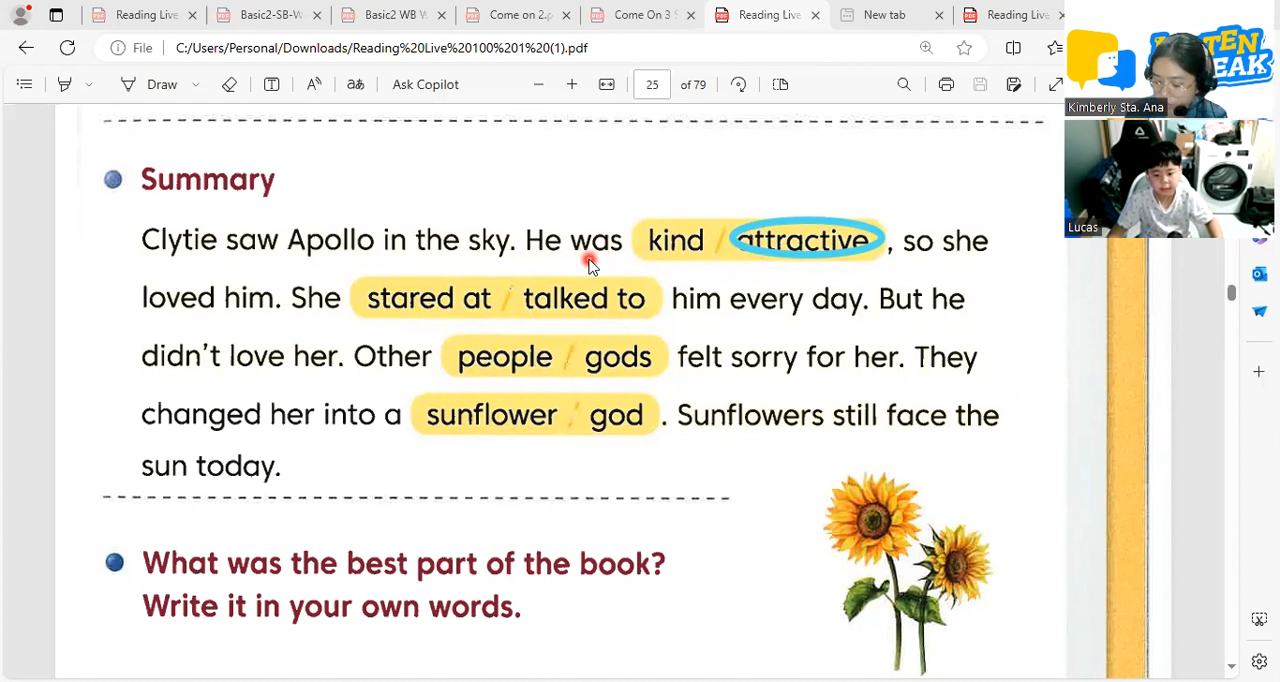 Reading Live
Basic2-SB-W
Basic2 WB W
Come on 2.p
Come On 3 S
Reading Live
New tab
Reading Live
File
C:/Users/Personal/Downloads/Reading%20Live%20100%201%20(1).pdf
Draw
Ask Copilot
25
of 79
Kimberly Sta. Ana
Lucas
Summary
Clytie saw Apollo in the sky. He was kind / attractive , so she
loved him. She stared at / talked to him every day. But he
didn't love her. Other people / gods felt sorry for her. They
changed her into a sunflower / god . Sunflowers still face the
sun today.
What was the best part of the book?
Write it in your own words.